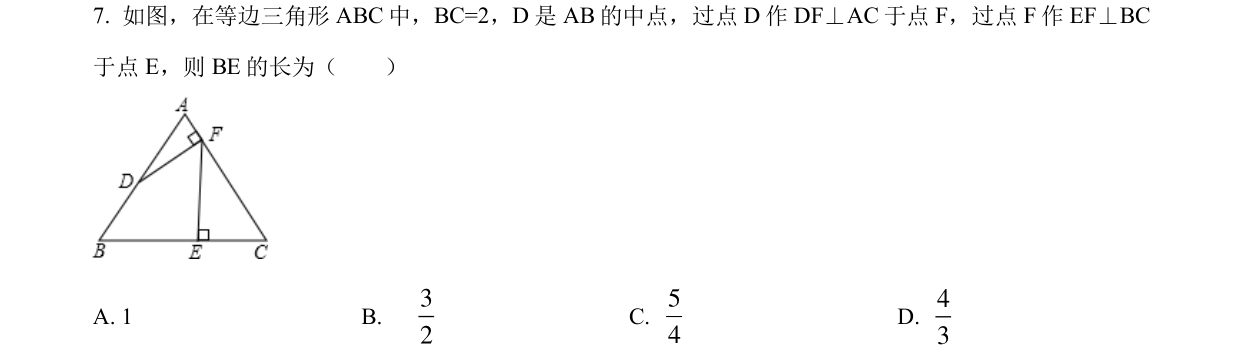 7. 如图，在等边三角形 ABC 中，BC=2，D 是 AB 的中点，过点 D 作 DF⊥AC 于点 F，过点 F 作 EF⊥BC
于点 E，则 BE 的长为（　　）
A
F
D
B E C
A. 1 B. 3/2 C. 5/4 D. 4/3